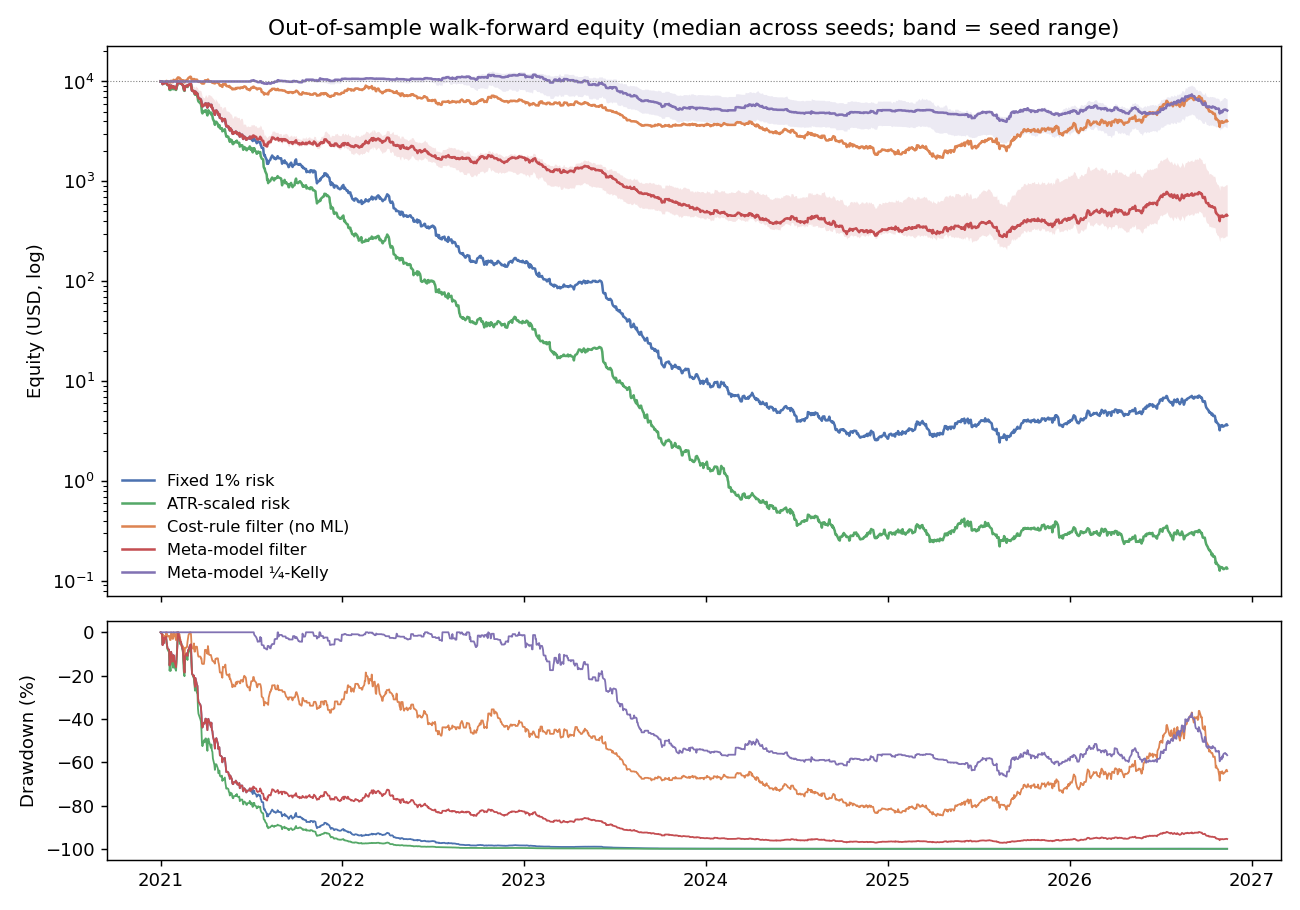 Out-of-sample walk-forward equity (median across seeds; band = seed range)
Equity (USD, log)
10⁴
10³
10²
10¹
10⁰
10⁻¹
Fixed 1% risk
ATR-scaled risk
Cost-rule filter (no ML)
Meta-model filter
Meta-model ¼-Kelly
Drawdown (%)
0
−20
−40
−60
−80
−100
2021 2022 2023 2024 2025 2026 2027